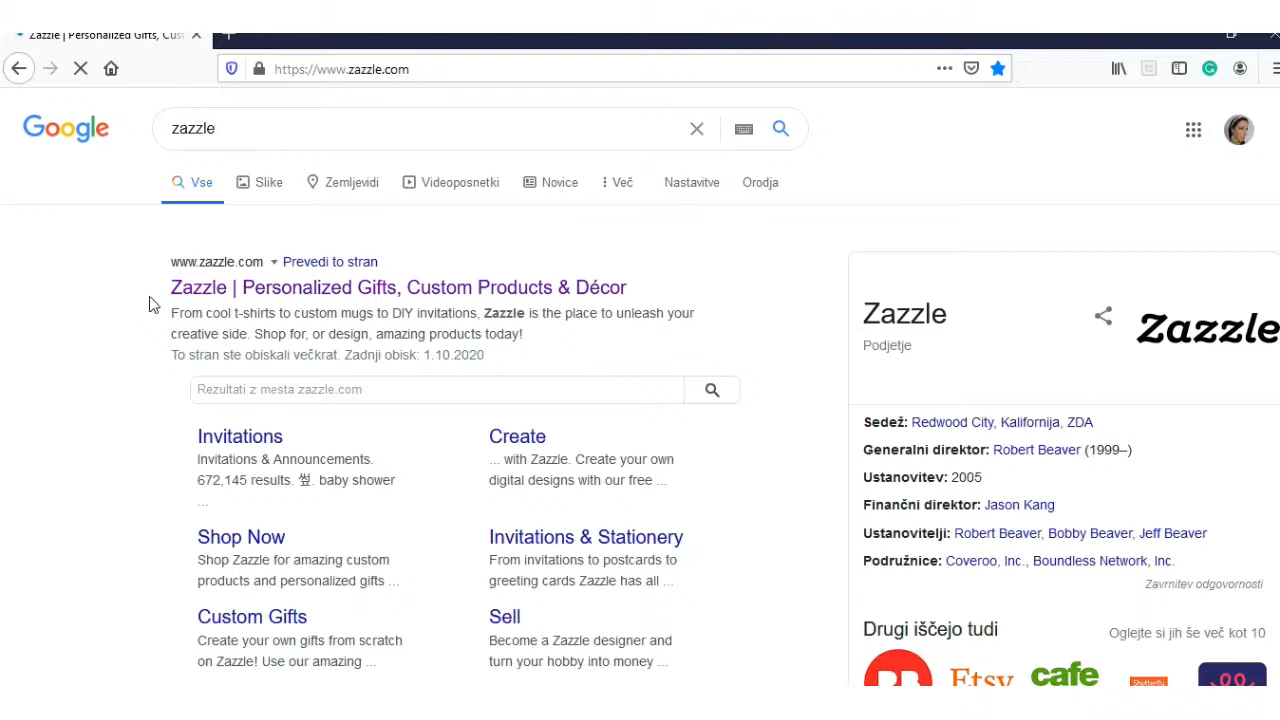 Zazzle | Personalized Gifts, Cust
https://www.zazzle.com
Google
zazzle
Vse
Slike
Zemljevidi
Videoposnetki
Novice
Več
Nastavitve
Orodja
www.zazzle.com
Prevedi to stran
Zazzle | Personalized Gifts, Custom Products & Décor
From cool t-shirts to custom mugs to DIY invitations, Zazzle is the place to unleash your
creative side. Shop for, or design, amazing products today!
To stran ste obiskali večkrat. Zadnji obisk: 1.10.2020
Rezultati z mesta zazzle.com
Invitations
Invitations & Announcements.
672,145 results. 썦. baby shower
...
Create
... with Zazzle. Create your own
digital designs with our free ...
Shop Now
Shop Zazzle for amazing custom
products and personalized gifts ...
Invitations & Stationery
From invitations to postcards to
greeting cards Zazzle has all ...
Custom Gifts
Create your own gifts from scratch
on Zazzle! Use our amazing ...
Sell
Become a Zazzle designer and
turn your hobby into money ...
Zazzle
Podjetje
Zazzle
Sedež: Redwood City, Kalifornija, ZDA
Generalni direktor: Robert Beaver (1999–)
Ustanovitev: 2005
Finančni direktor: Jason Kang
Ustanovitelji: Robert Beaver, Bobby Beaver, Jeff Beaver
Podružnice: Coveroo, Inc., Boundless Network, Inc.
Zavrnitev odgovornosti
Drugi iščejo tudi
Oglejte si jih še več kot 10
Etsy
cafe
Shutterfly